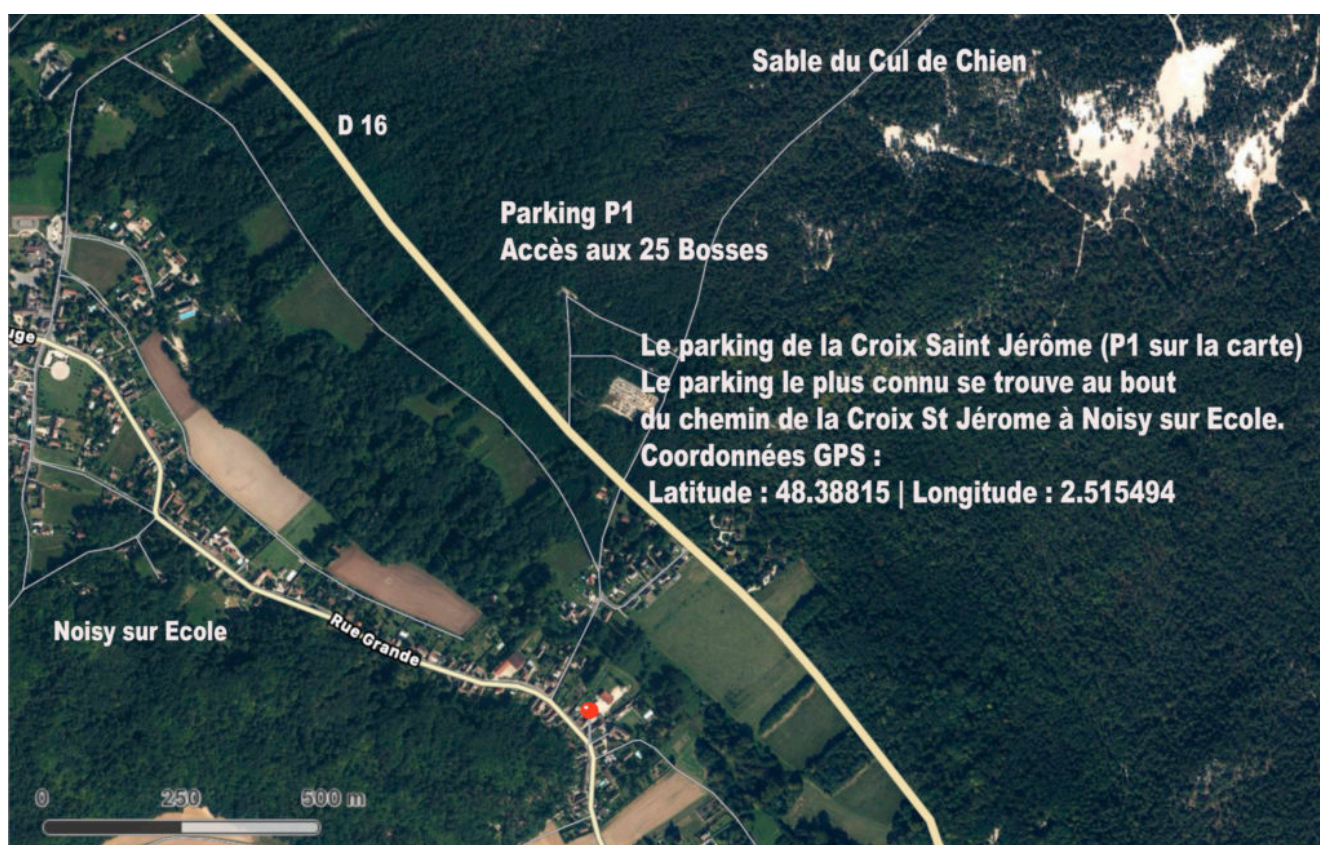 Sable du Cul de Chien
D 16
Parking P1
Accès aux 25 Bosses
uge
Le parking de la Croix Saint Jérôme (P1 sur la carte)
Le parking le plus connu se trouve au bout
du chemin de la Croix St Jérome à Noisy sur Ecole.
Coordonnées GPS :
Latitude : 48.38815 | Longitude : 2.515494
Noisy sur Ecole
Rue Grande
0 250 500 m